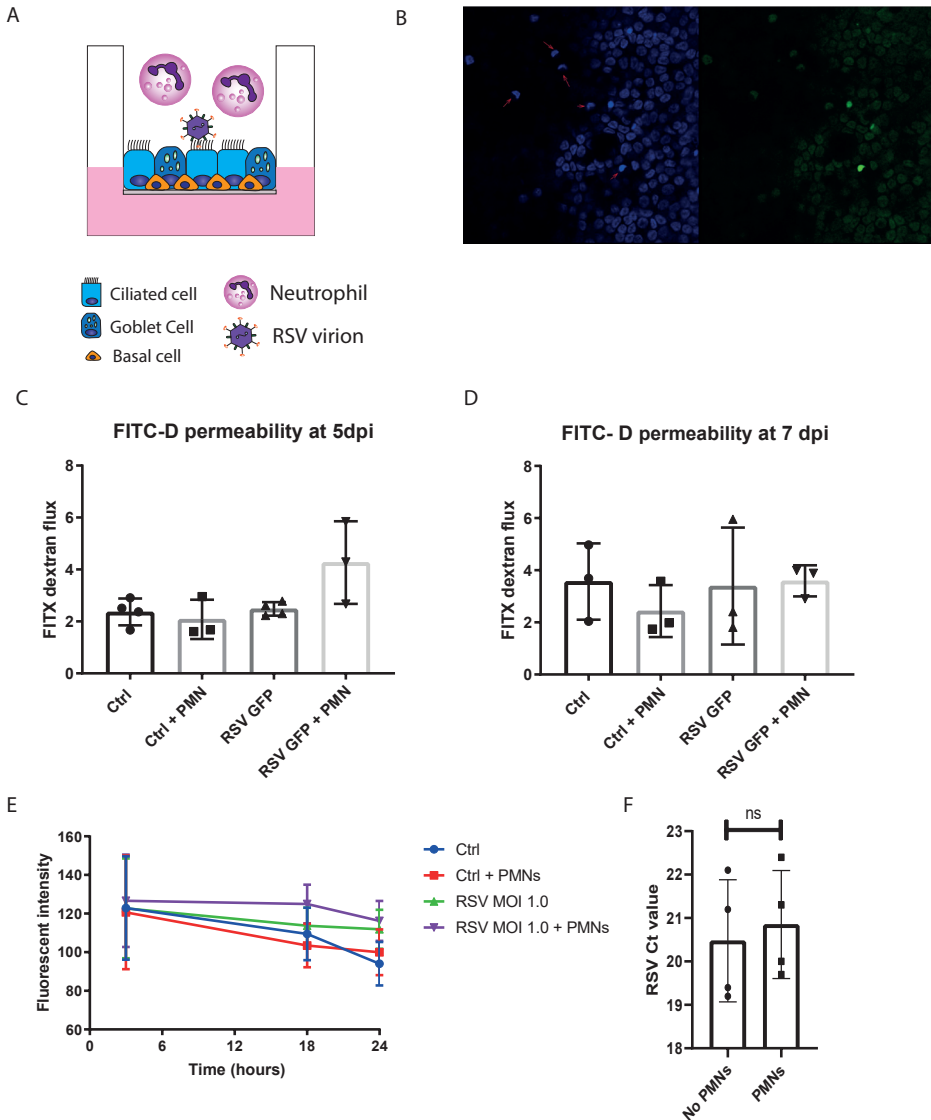 A
B
Ciliated cell
Goblet Cell
Basal cell
Neutrophil
RSV virion
C
FITC-D permeability at 5dpi
FITX dextran flux
8
6
4
2
0
Ctrl
Ctrl + PMN
RSV GFP
RSV GFP + PMN
D
FITC- D permeability at 7 dpi
FITX dextran flux
8
6
4
2
0
Ctrl
Ctrl + PMN
RSV GFP
RSV GFP + PMN
E
Fluorescent intensity
160
140
120
100
80
60
0
6
12
18
24
Time (hours)
Ctrl
Ctrl + PMNs
RSV MOI 1.0
RSV MOI 1.0 + PMNs
F
ns
RSV Ct value
23
22
21
20
19
18
No PMNs
PMNs